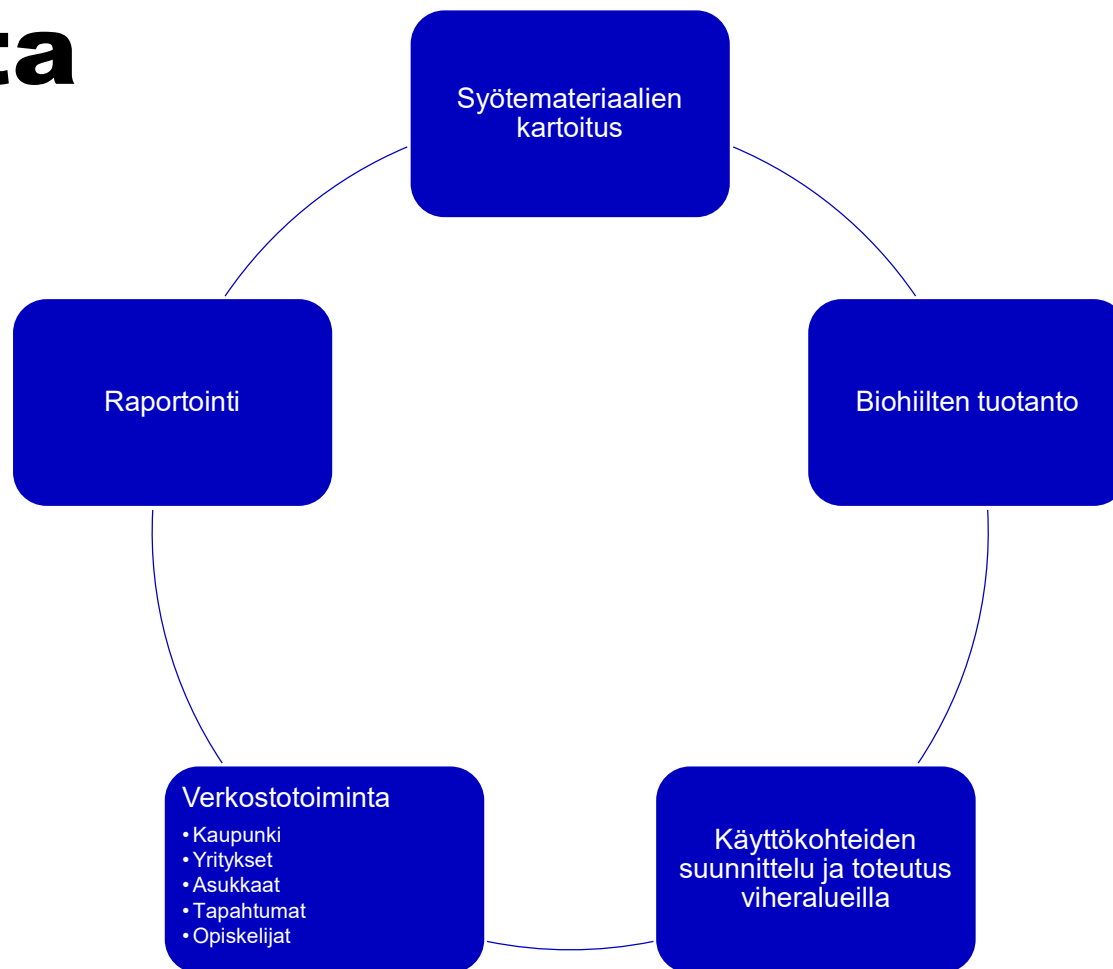 ta
Syötemateriaalien
kartoitus
Raportointi
Biohiilten tuotanto
Verkostotoiminta
• Kaupunki
• Yritykset
• Asukkaat
• Tapahtumat
• Opiskelijat
Käyttökohteiden
suunnittelu ja toteutus
viheralueilla